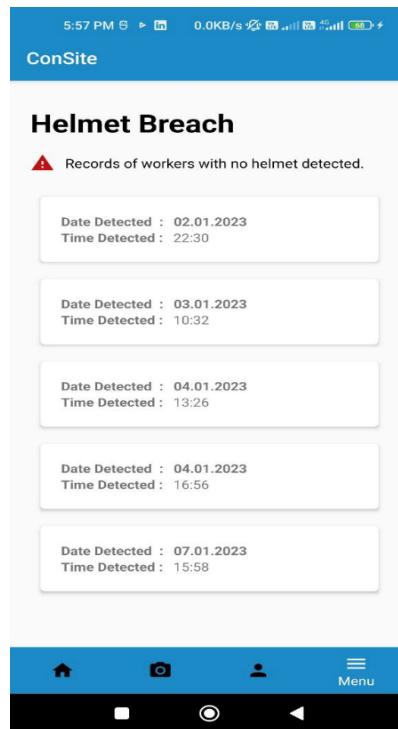 5:57 PM 0.0KB/s 4G 68
ConSite
Helmet Breach
Records of workers with no helmet detected.
Date Detected : 02.01.2023
Time Detected : 22:30
Date Detected : 03.01.2023
Time Detected : 10:32
Date Detected : 04.01.2023
Time Detected : 13:26
Date Detected : 04.01.2023
Time Detected : 16:56
Date Detected : 07.01.2023
Time Detected : 15:58
Menu